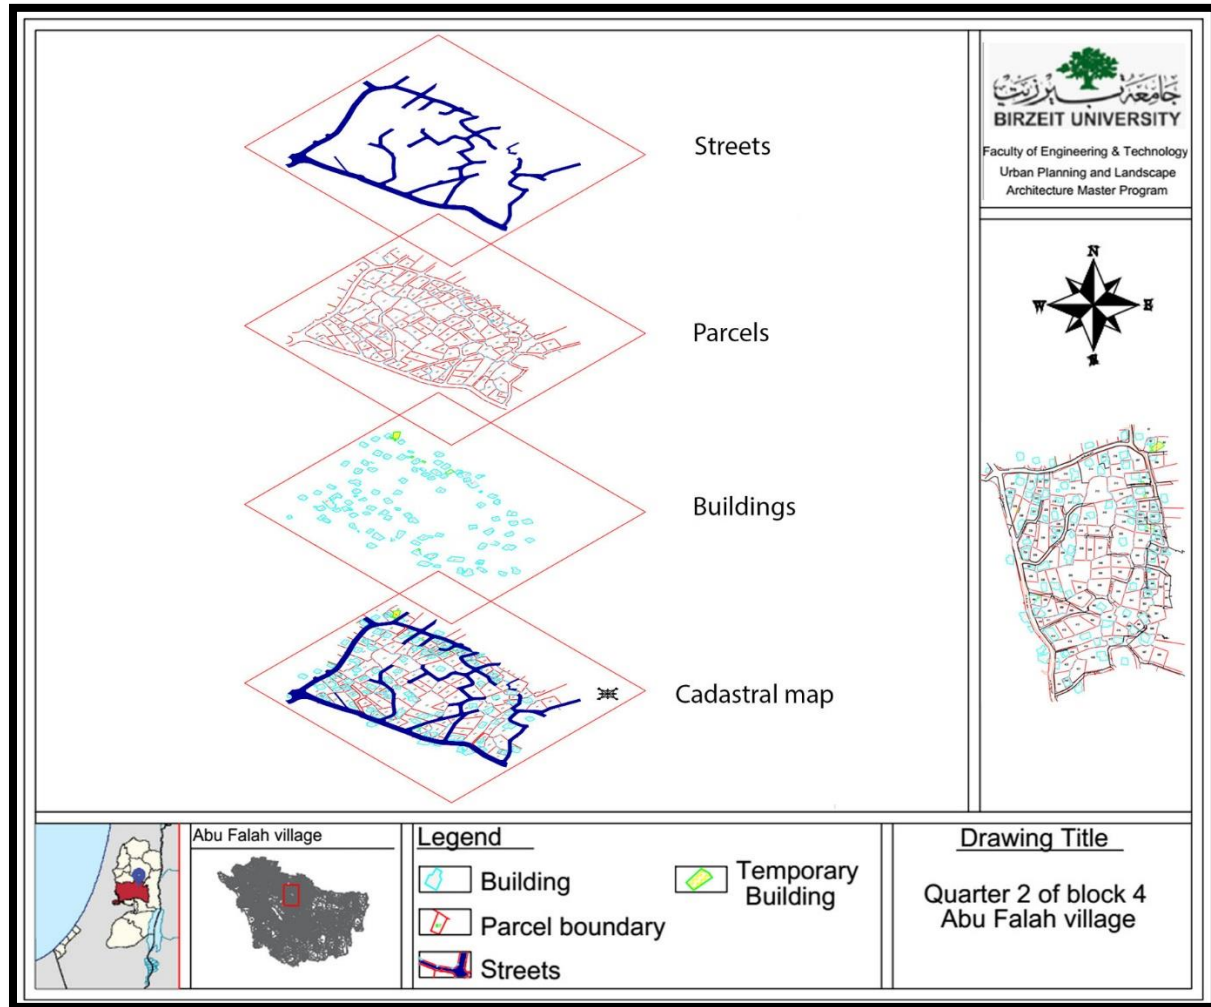 Streets
Parcels
Buildings
Cadastral map
جامعة بيرزيت
BIRZEIT UNIVERSITY
Faculty of Engineering & Technology
Urban Planning and Landscape
Architecture Master Program
N
W
E
S
Abu Falah village
Legend
Building
Parcel boundary
Streets
Temporary
Building
Drawing Title
Quarter 2 of block 4
Abu Falah village